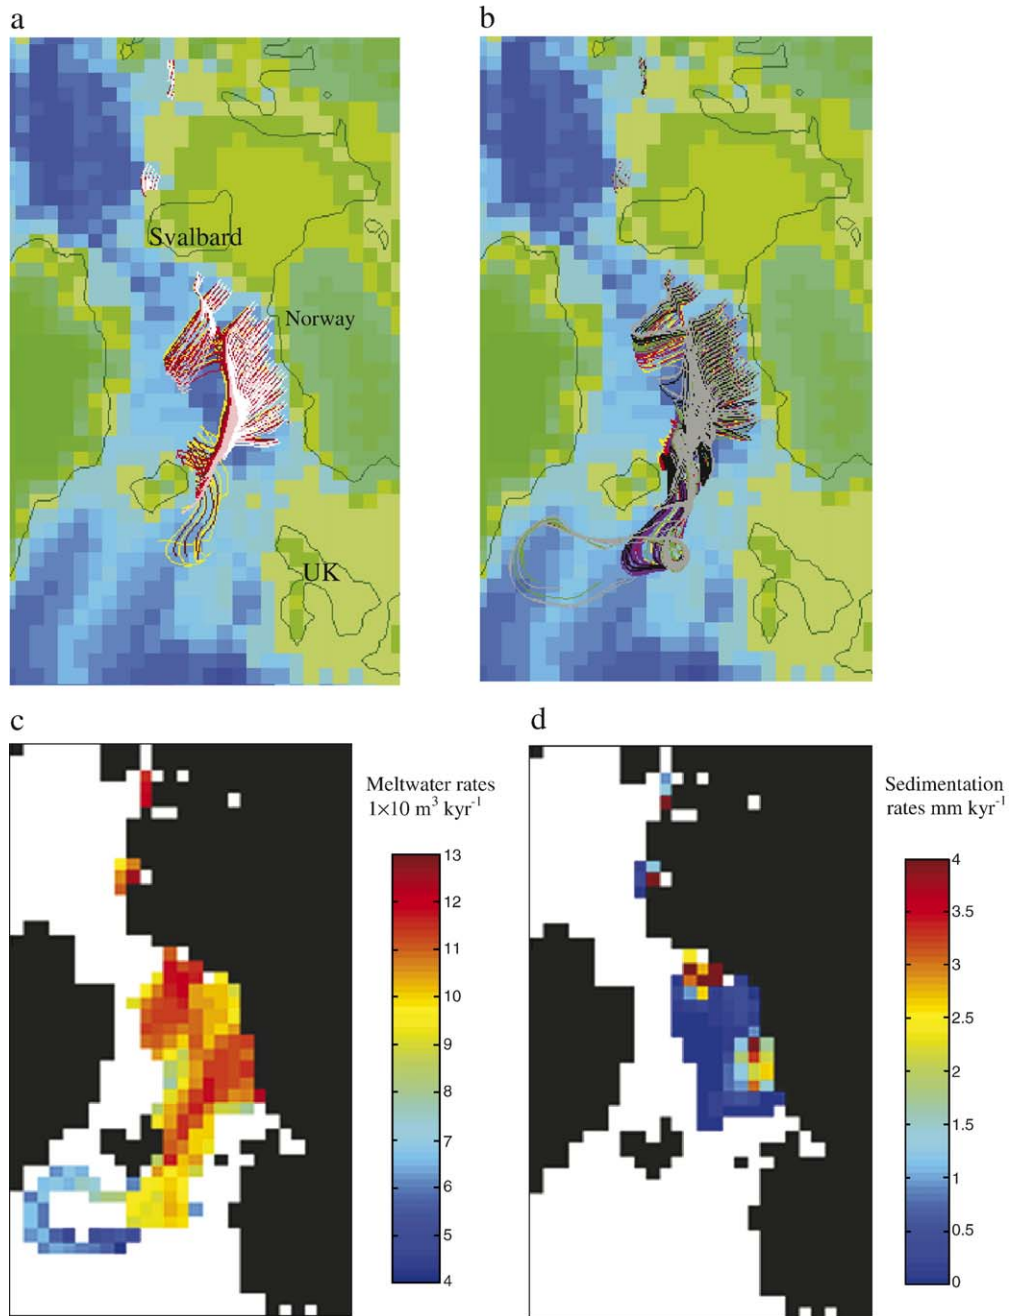 a
b
Svalbard
Norway
UK
c
d
Meltwater rates
1×10 m³ kyr⁻¹
13
12
11
10
9
8
7
6
5
4
Sedimentation
rates mm kyr⁻¹
4
3.5
3
2.5
2
1.5
1
0.5
0